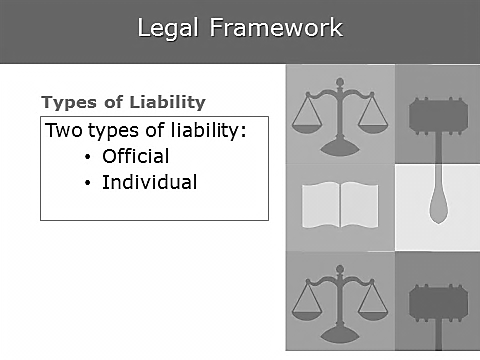 Legal Framework
Types of Liability
Two types of liability:
• Official
• Individual